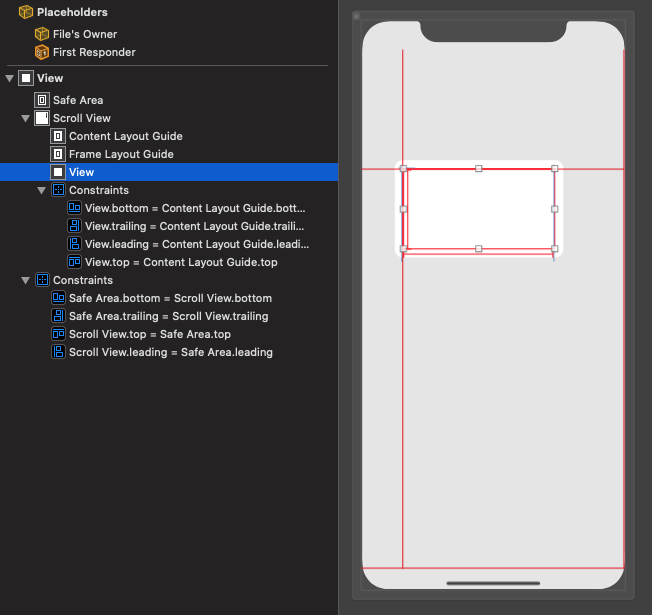 Placeholders
File's Owner
First Responder
View
Safe Area
Scroll View
Content Layout Guide
Frame Layout Guide
View
Constraints
View.bottom = Content Layout Guide.bott...
View.trailing = Content Layout Guide.traili...
View.leading = Content Layout Guide.leadi...
View.top = Content Layout Guide.top
Constraints
Safe Area.bottom = Scroll View.bottom
Safe Area.trailing = Scroll View.trailing
Scroll View.top = Safe Area.top
Scroll View.leading = Safe Area.leading